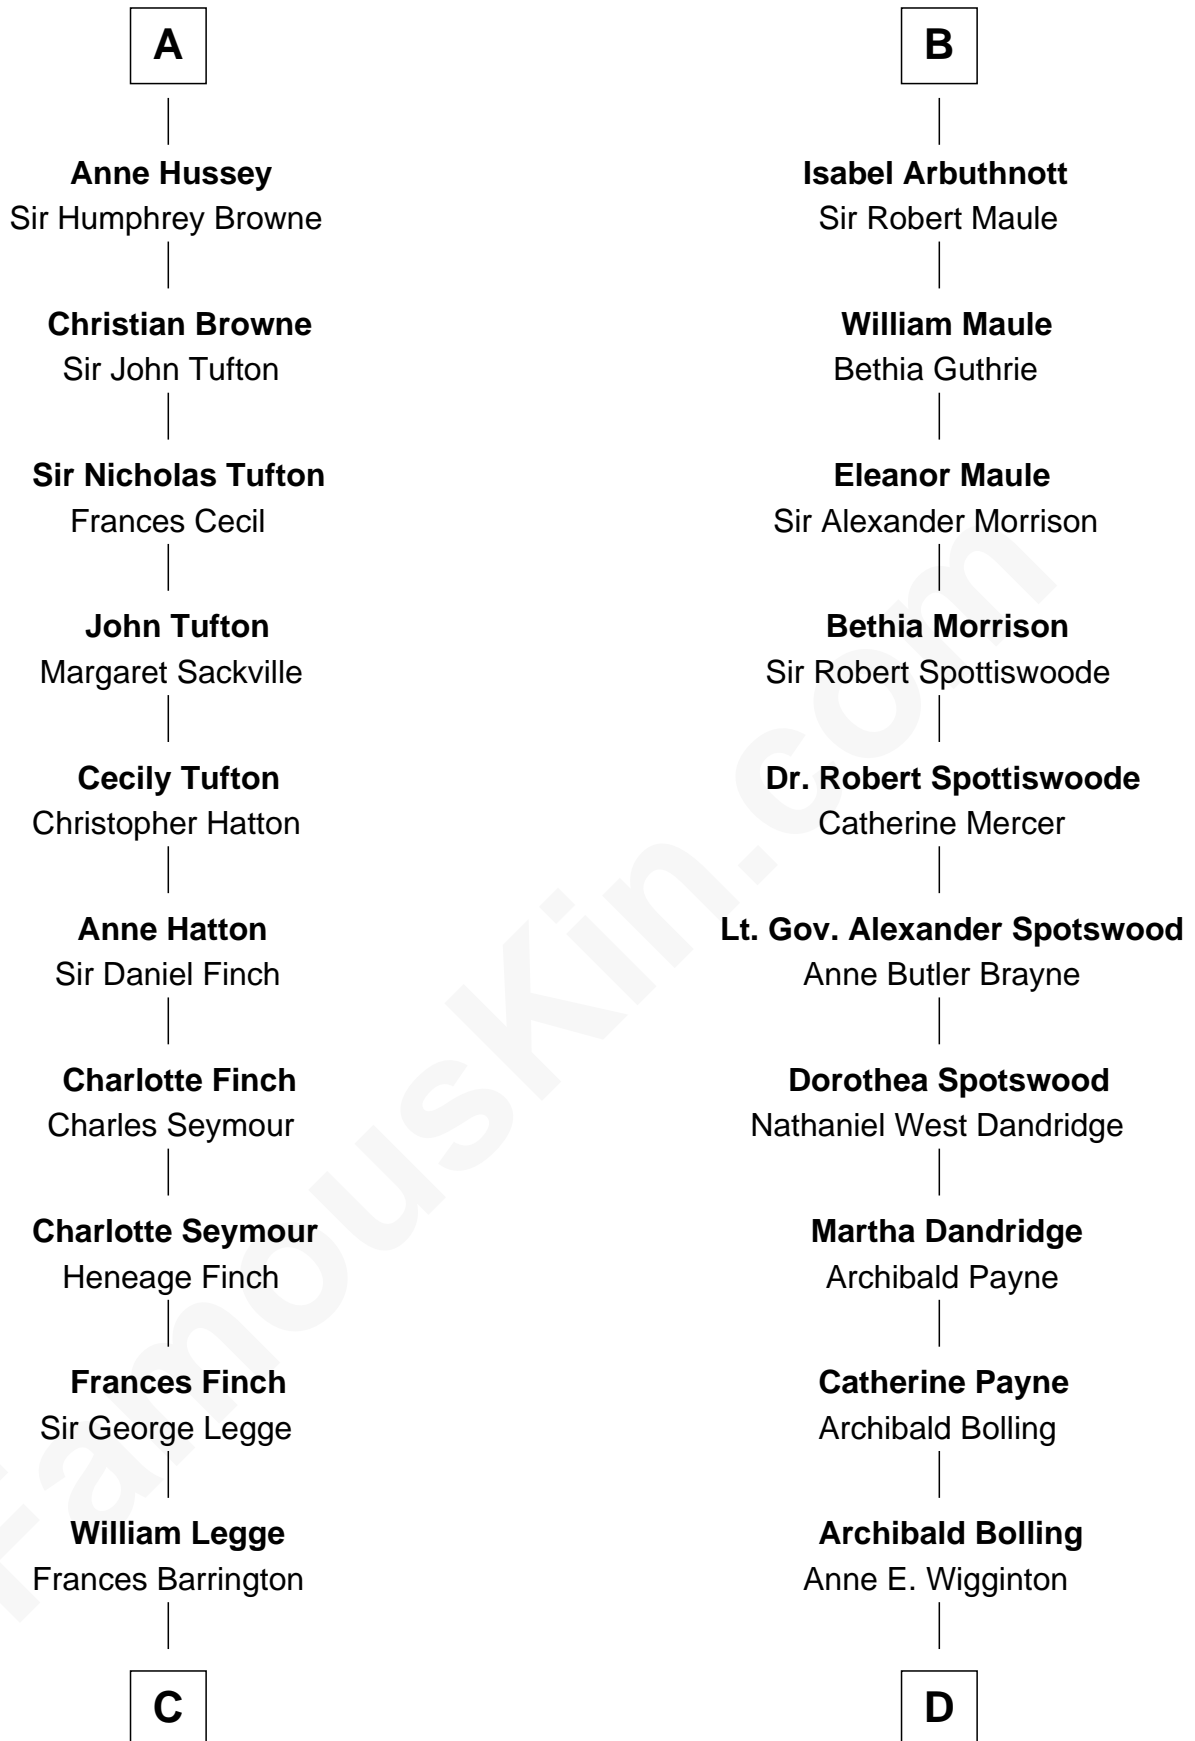 A
Anne Hussey
Sir Humphrey Browne
Christian Browne
Sir John Tufton
Sir Nicholas Tufton
Frances Cecil
John Tufton
Margaret Sackville
Cecily Tufton
Christopher Hatton
Anne Hatton
Sir Daniel Finch
Charlotte Finch
Charles Seymour
Charlotte Seymour
Heneage Finch
Frances Finch
Sir George Legge
William Legge
Frances Barrington
C
B
Isabel Arbuthnott
Sir Robert Maule
William Maule
Bethia Guthrie
Eleanor Maule
Sir Alexander Morrison
Bethia Morrison
Sir Robert Spottiswoode
Dr. Robert Spottiswoode
Catherine Mercer
Lt. Gov. Alexander Spotswood
Anne Butler Brayne
Dorothea Spotswood
Nathaniel West Dandridge
Martha Dandridge
Archibald Payne
Catherine Payne
Archibald Bolling
Archibald Bolling
Anne E. Wigginton
D
FamousKin.com